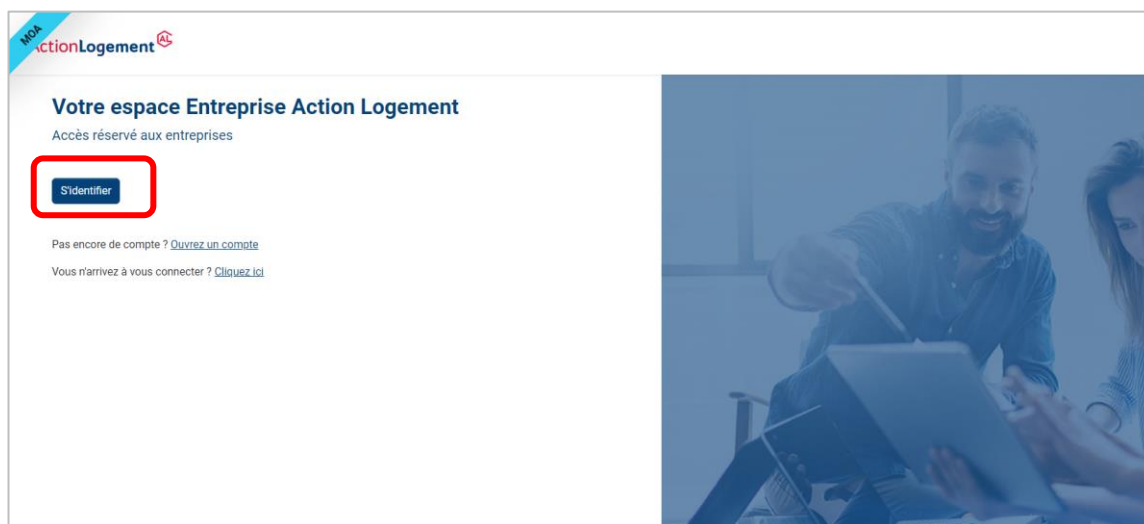 MOA
ActionLogement AL
Votre espace Entreprise Action Logement
Accès réservé aux entreprises
S'identifier
Pas encore de compte ? Ouvrez un compte
Vous n'arrivez à vous connecter ? Cliquez ici